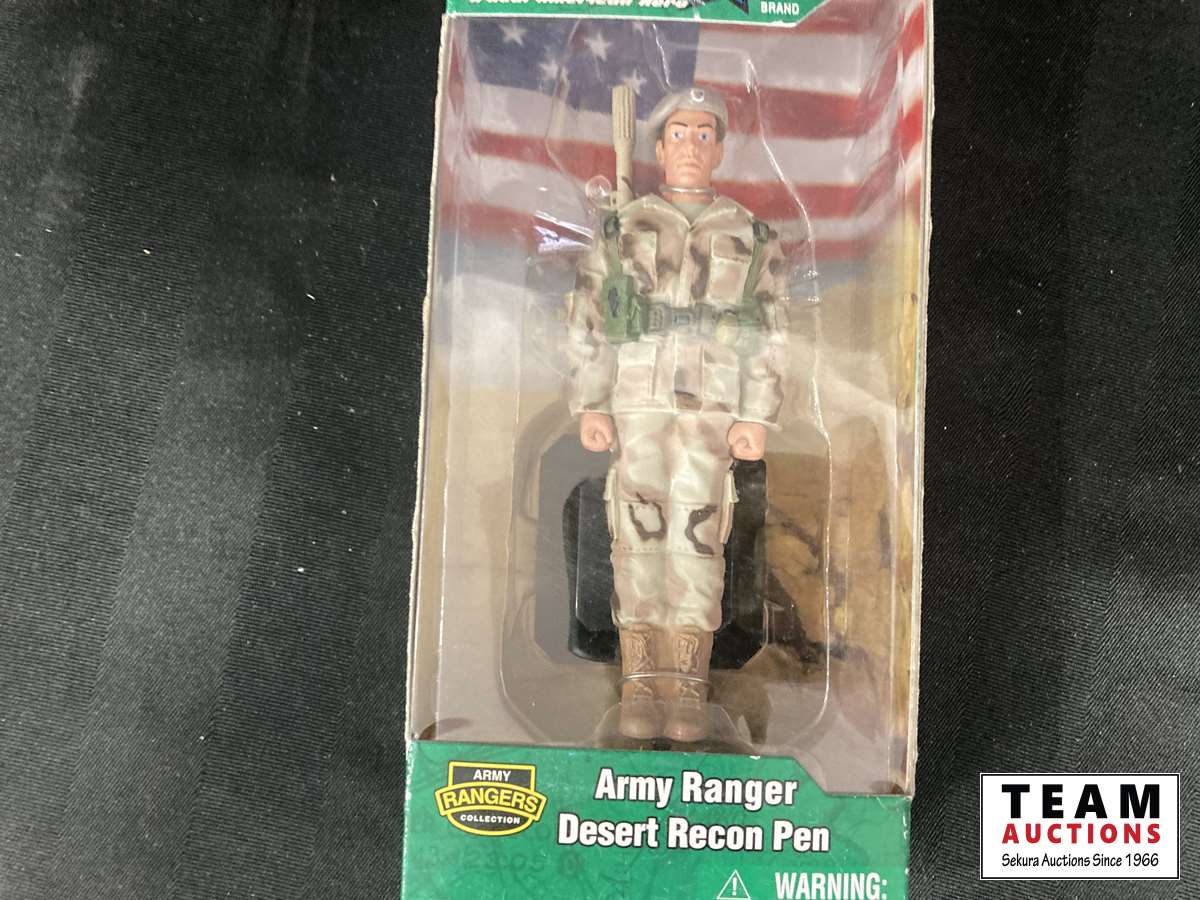 BRAND
ARMY
RANGERS
COLLECTION
Army Ranger
Desert Recon Pen
WARNING:
TEAM
AUCTIONS
Sekura Auctions Since 1966